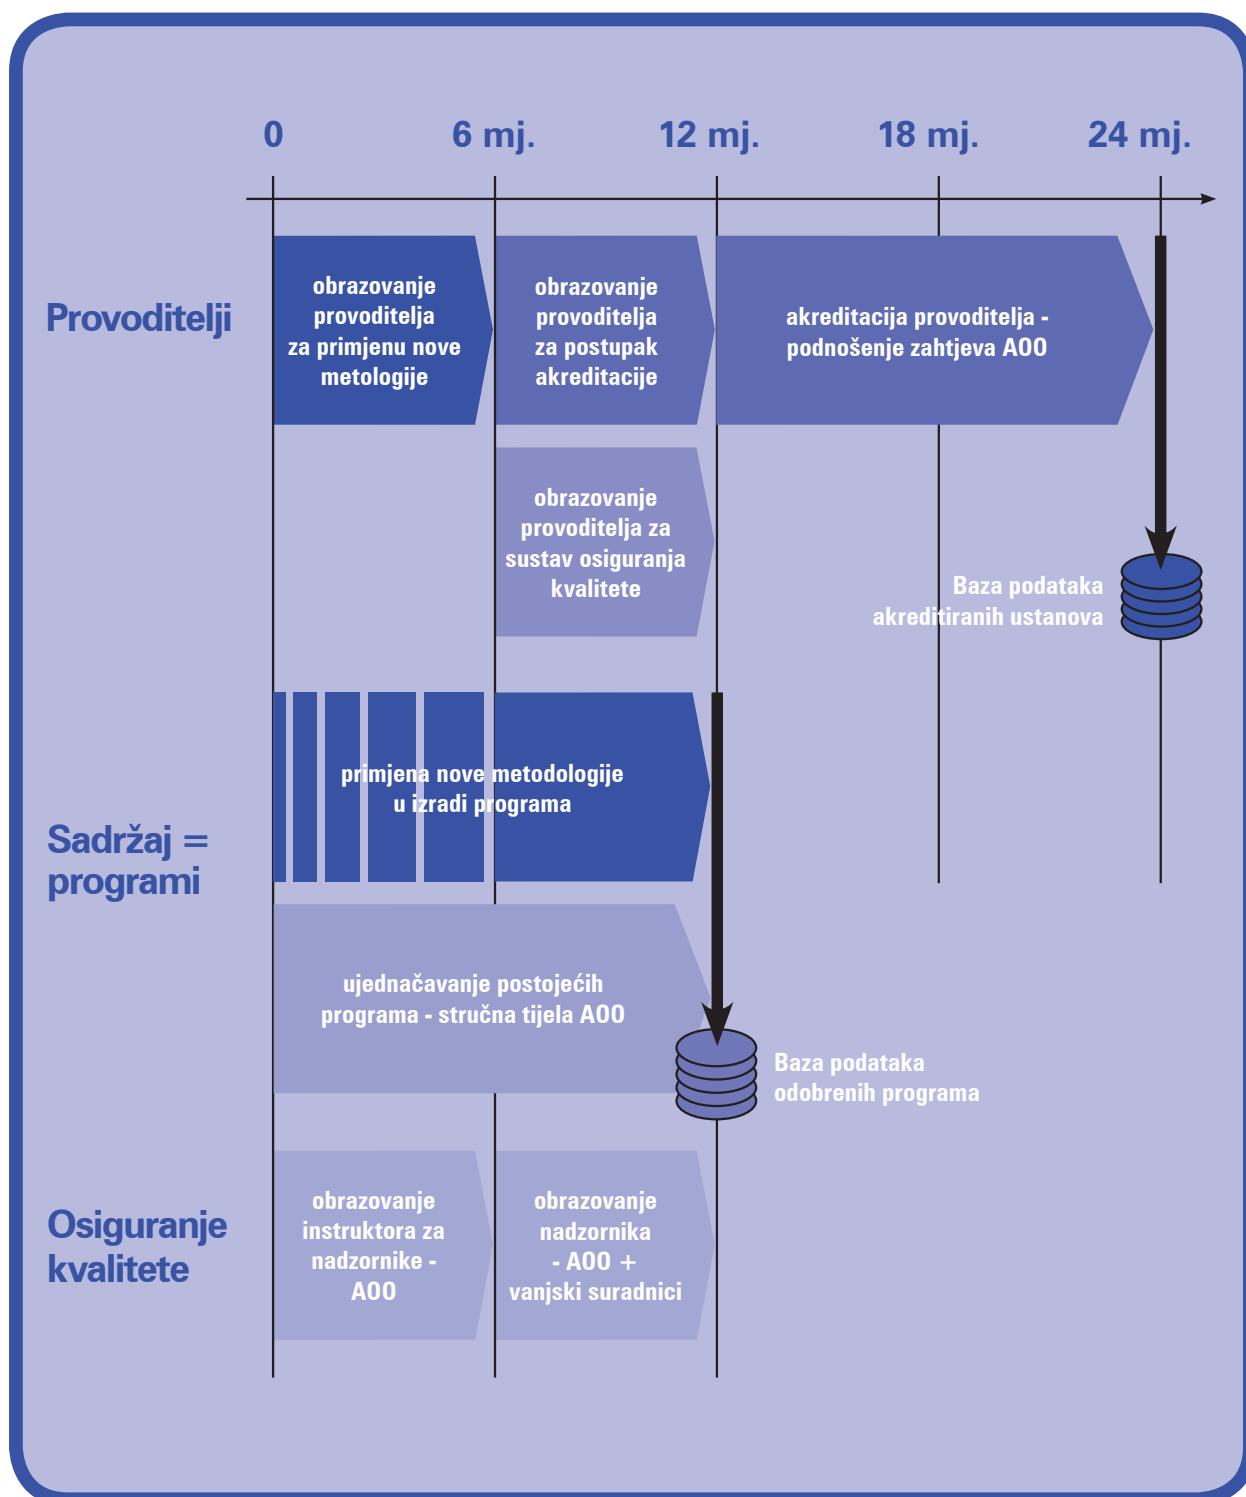 0
6 mj.
12 mj.
18 mj.
24 mj.
Provoditelji
obrazovanje
provoditelja
za primjenu nove
metologije
obrazovanje
provoditelja
za postupak
akreditacije
akreditacija provoditelja -
podnošenje zahtjeva AOO
obrazovanje
provoditelja za
sustav osiguranja
kvalitete
Baza podataka
akreditiranih ustanova
Sadržaj =
programi
primjena nove metodologije
u izradi programa
ujednačavanje postojećih
programa - stručna tijela AOO
Baza podataka
odobrenih programa
Osiguranje
kvalitete
obrazovanje
instruktora za
nadzornike -
AOO
obrazovanje
nadzornika
- AOO +
vanjski suradnici